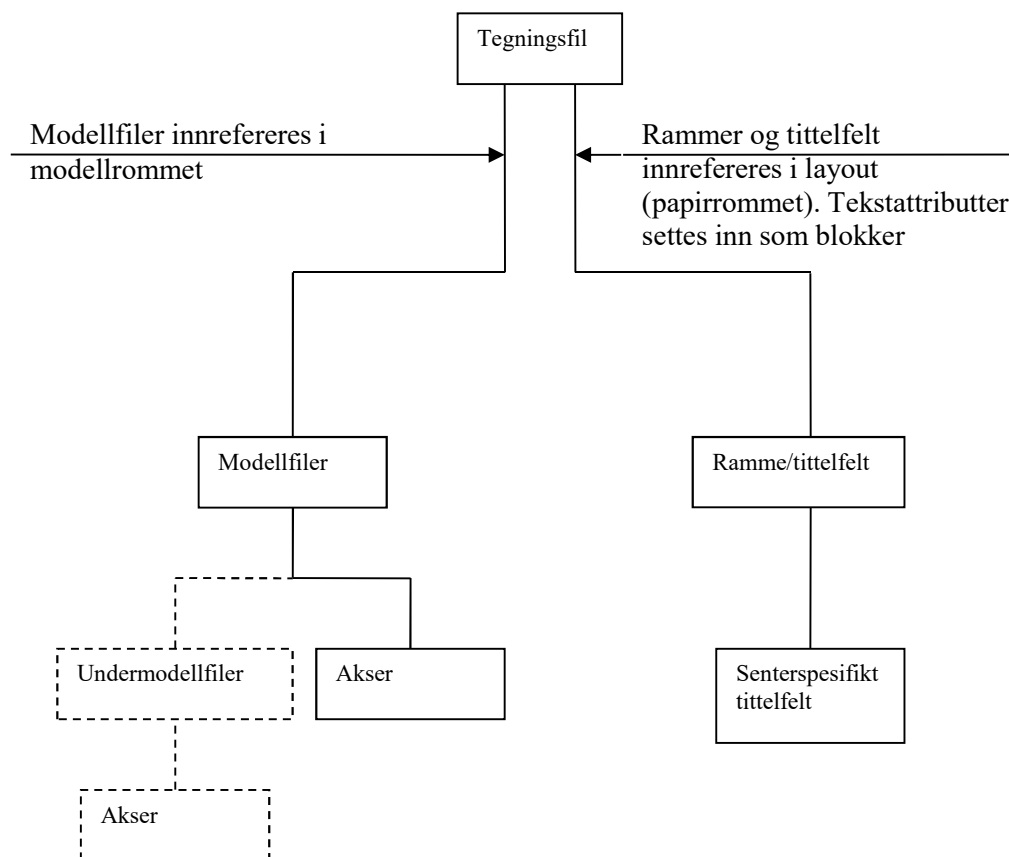 Tegningsfil
Modellfiler innrefereres i
modellrommet
Rammer og tittelfelt
innrefereres i layout
(papirrommet). Tekstattributter
settes inn som blokker
Modellfiler
Ramme/tittelfelt
Undermodellfiler
Akser
Senterspesifikt
tittelfelt
Akser